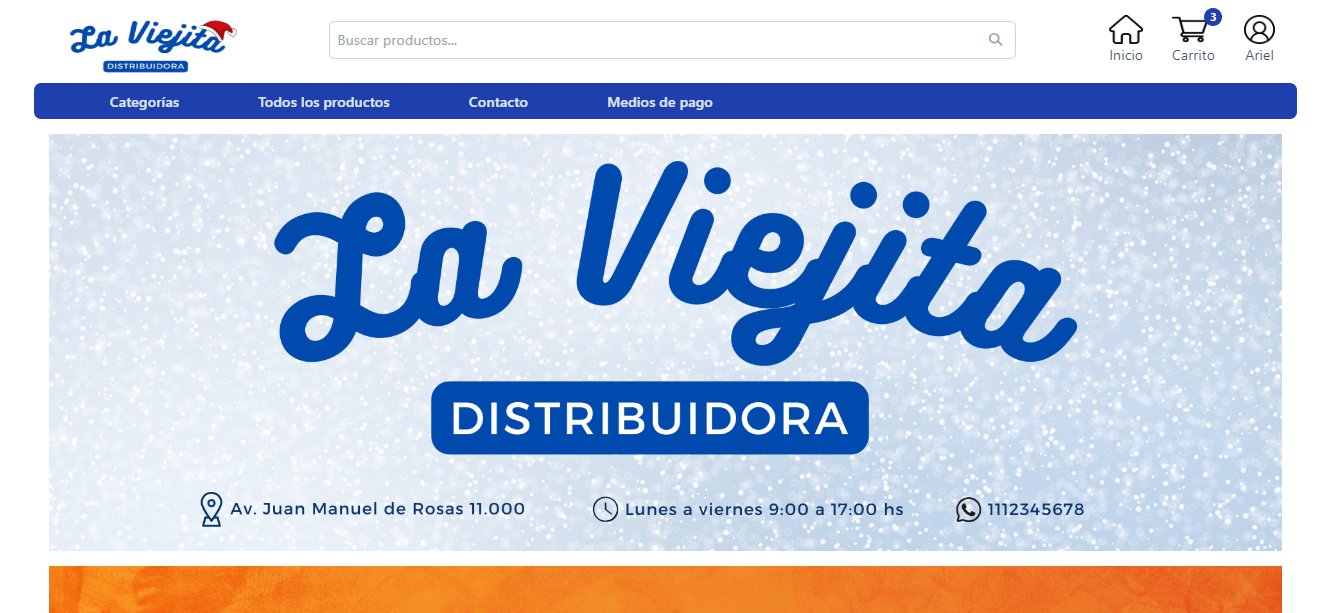 La Viejita
DISTRIBUIDORA
Buscar productos...
Inicio
3
Carrito
Ariel
Categorías
Todos los productos
Contacto
Medios de pago
La Viejita
DISTRIBUIDORA
Av. Juan Manuel de Rosas 11.000
Lunes a viernes 9:00 a 17:00 hs
1112345678